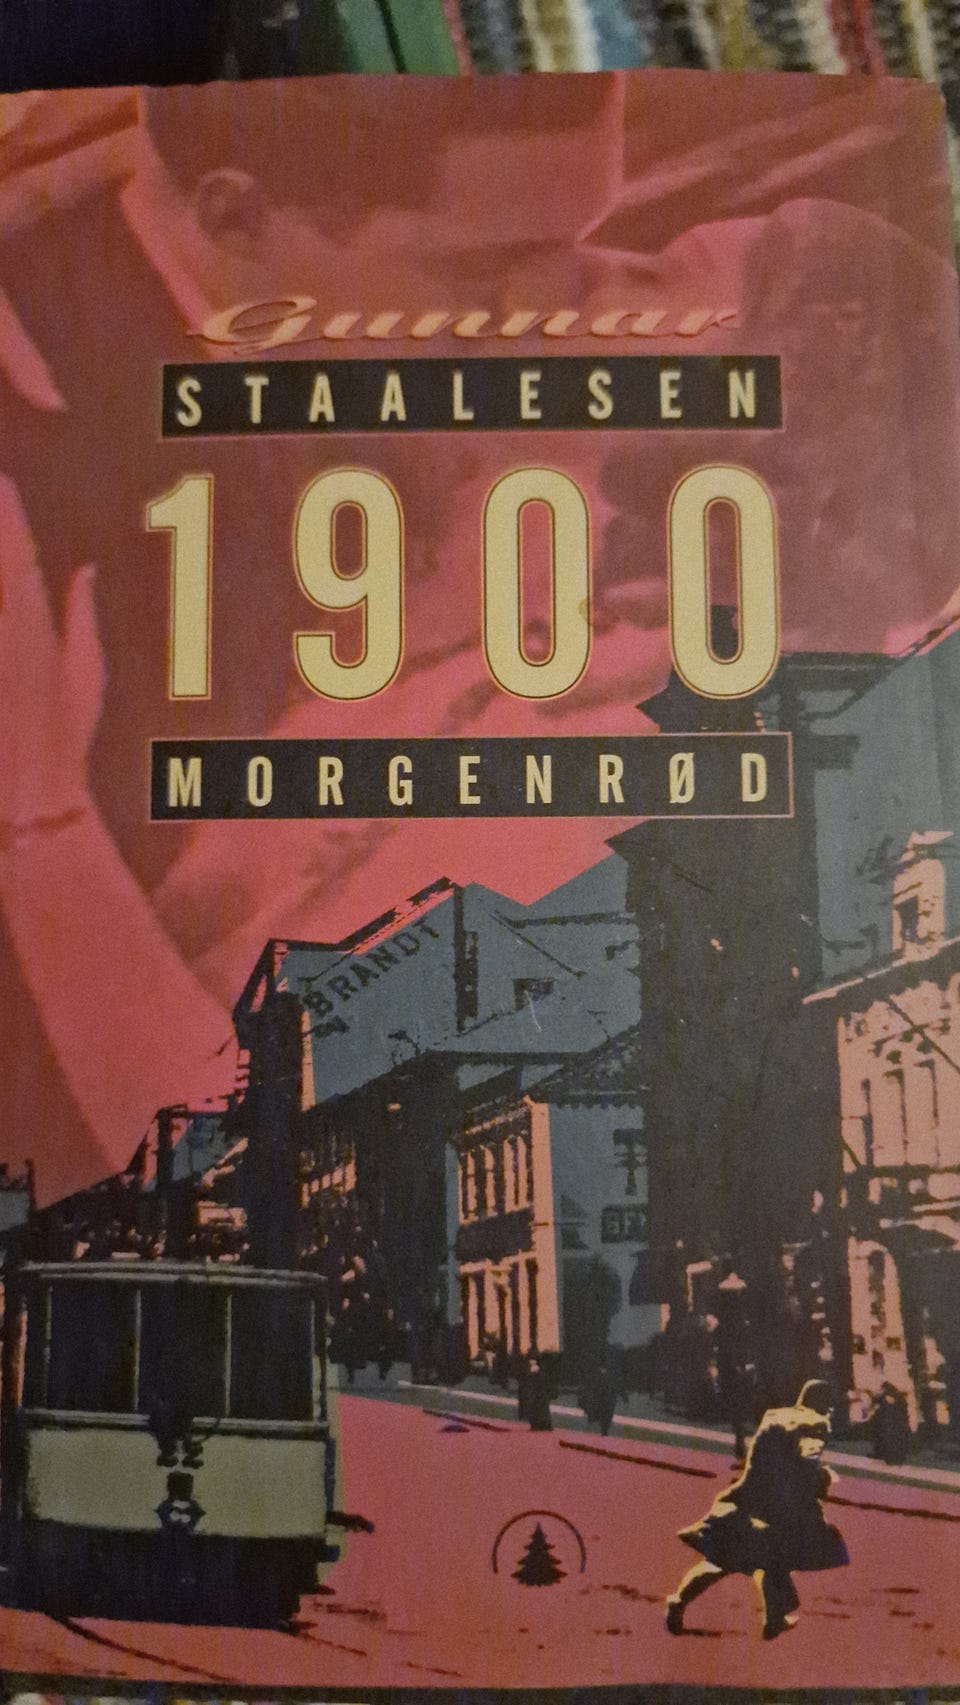 Gunnar
STAALESEN
1900
MORGENRØD
BRANDT